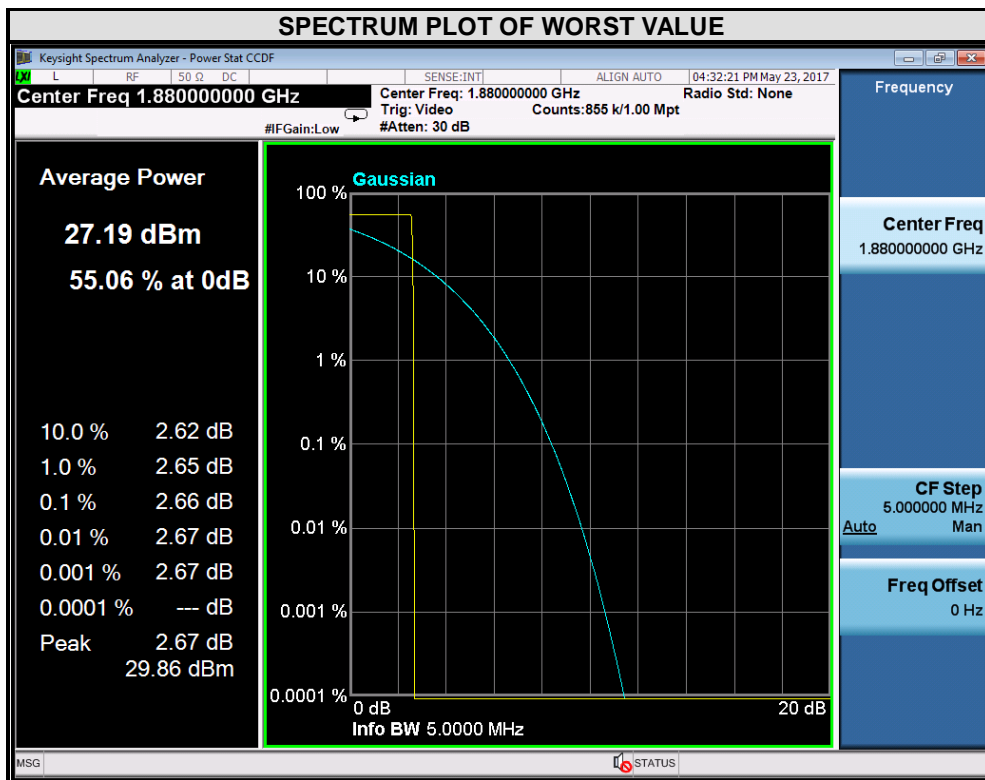 SPECTRUM PLOT OF WORST VALUE
Keysight Spectrum Analyzer - Power Stat CCDF
LXI L RF 50 Ω DC SENSE:INT ALIGN AUTO 04:32:21 PM May 23, 2017
Center Freq 1.880000000 GHz
Center Freq: 1.880000000 GHz Radio Std: None
Trig: Video Counts:855 k/1.00 Mpt
#IFGain:Low #Atten: 30 dB
Average Power
27.19 dBm
55.06 % at 0dB
10.0 % 2.62 dB
1.0 % 2.65 dB
0.1 % 2.66 dB
0.01 % 2.67 dB
0.001 % 2.67 dB
0.0001 % --- dB
Peak 2.67 dB
29.86 dBm
Gaussian
100 %
10 %
1 %
0.1 %
0.01 %
0.001 %
0.0001 %
0 dB 20 dB
Info BW 5.0000 MHz
Frequency
Center Freq
1.880000000 GHz
CF Step
5.000000 MHz
Auto Man
Freq Offset
0 Hz
MSG STATUS